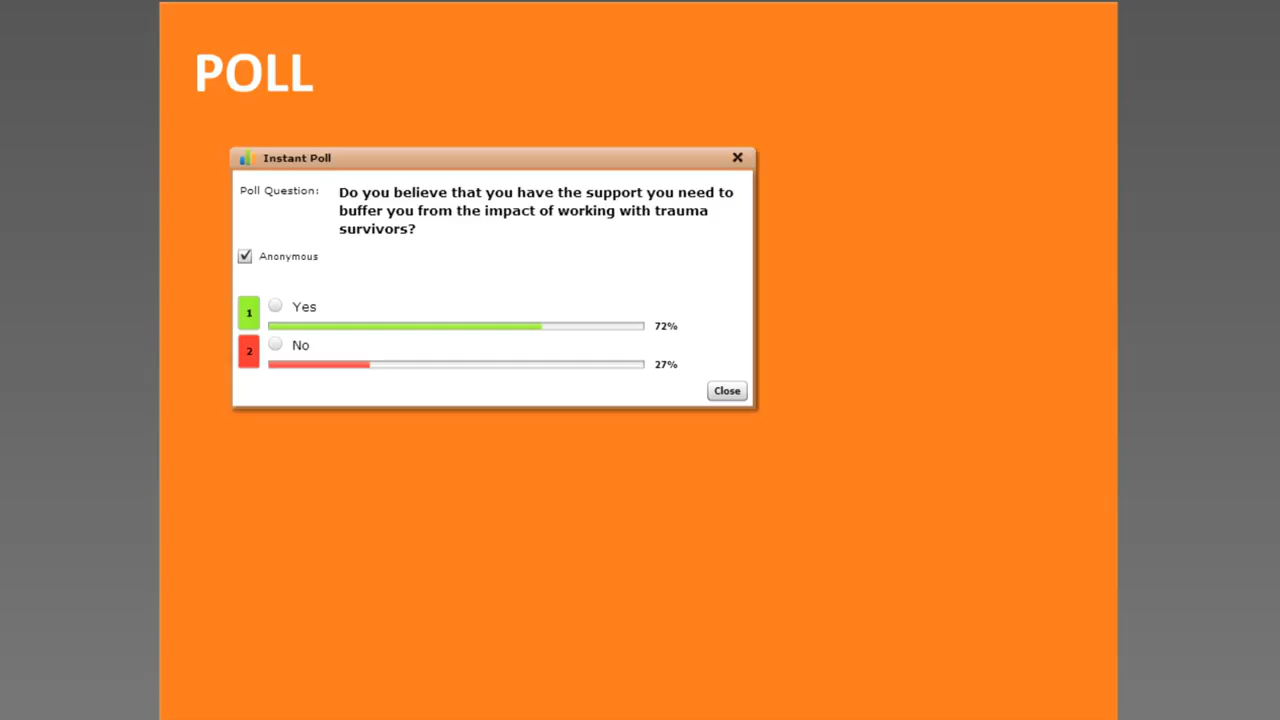 POLL
Instant Poll
Poll Question:
Do you believe that you have the support you need to
buffer you from the impact of working with trauma
survivors?
Anonymous
1 Yes
72%
2 No
27%
Close